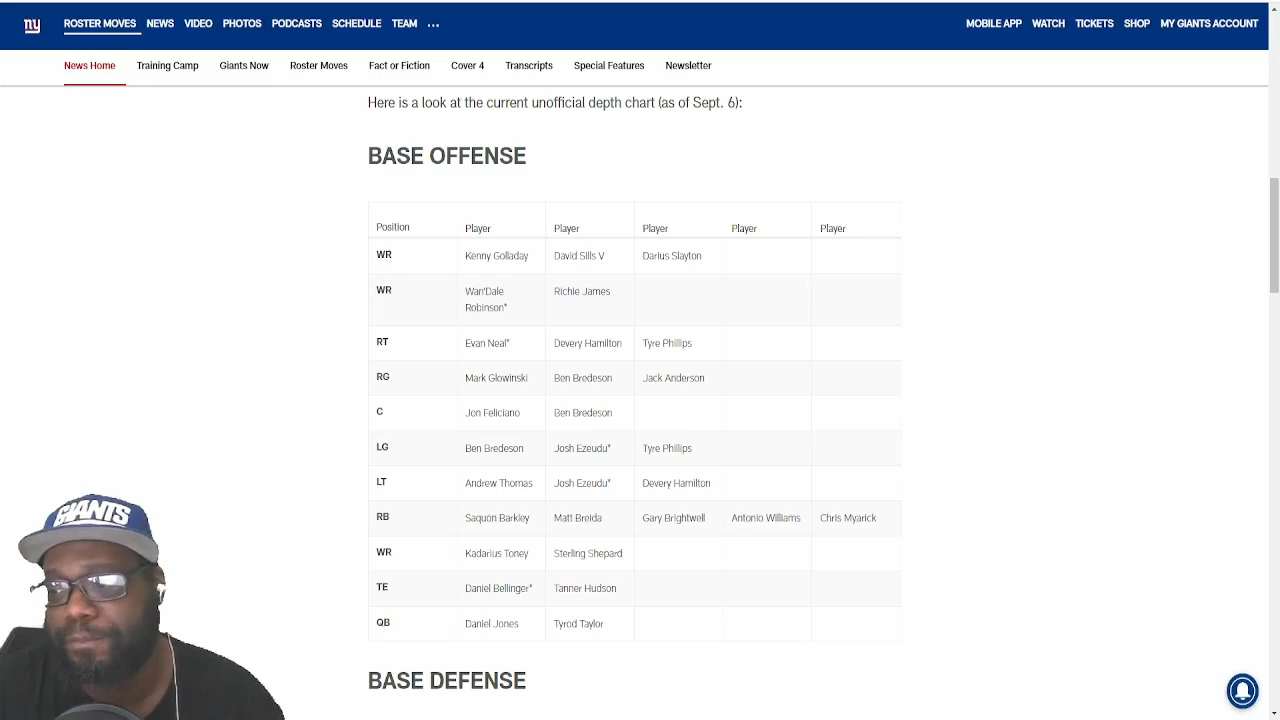 ny ROSTER MOVES NEWS VIDEO PHOTOS PODCASTS SCHEDULE TEAM ... MOBILE APP WATCH TICKETS SHOP MY GIANTS ACCOUNT
News Home Training Camp Giants Now Roster Moves Fact or Fiction Cover 4 Transcripts Special Features Newsletter
Here is a look at the current unofficial depth chart (as of Sept. 6):
BASE OFFENSE
Position Player Player Player Player Player
WR Kenny Golladay David Sills V Darius Slayton
WR Wan'Dale Richie James
Robinson*
RT Evan Neal* Devery Hamilton Tyre Phillips
RG Mark Glowinski Ben Bredeson Jack Anderson
C Jon Feliciano Ben Bredeson
LG Ben Bredeson Josh Ezeudu* Tyre Phillips
LT Andrew Thomas Josh Ezeudu* Devery Hamilton
RB Saquon Barkley Matt Breida Gary Brightwell Antonio Williams Chris Myarick
WR Kadarius Toney Sterling Shepard
TE Daniel Bellinger* Tanner Hudson
QB Daniel Jones Tyrod Taylor
BASE DEFENSE
GIANTS